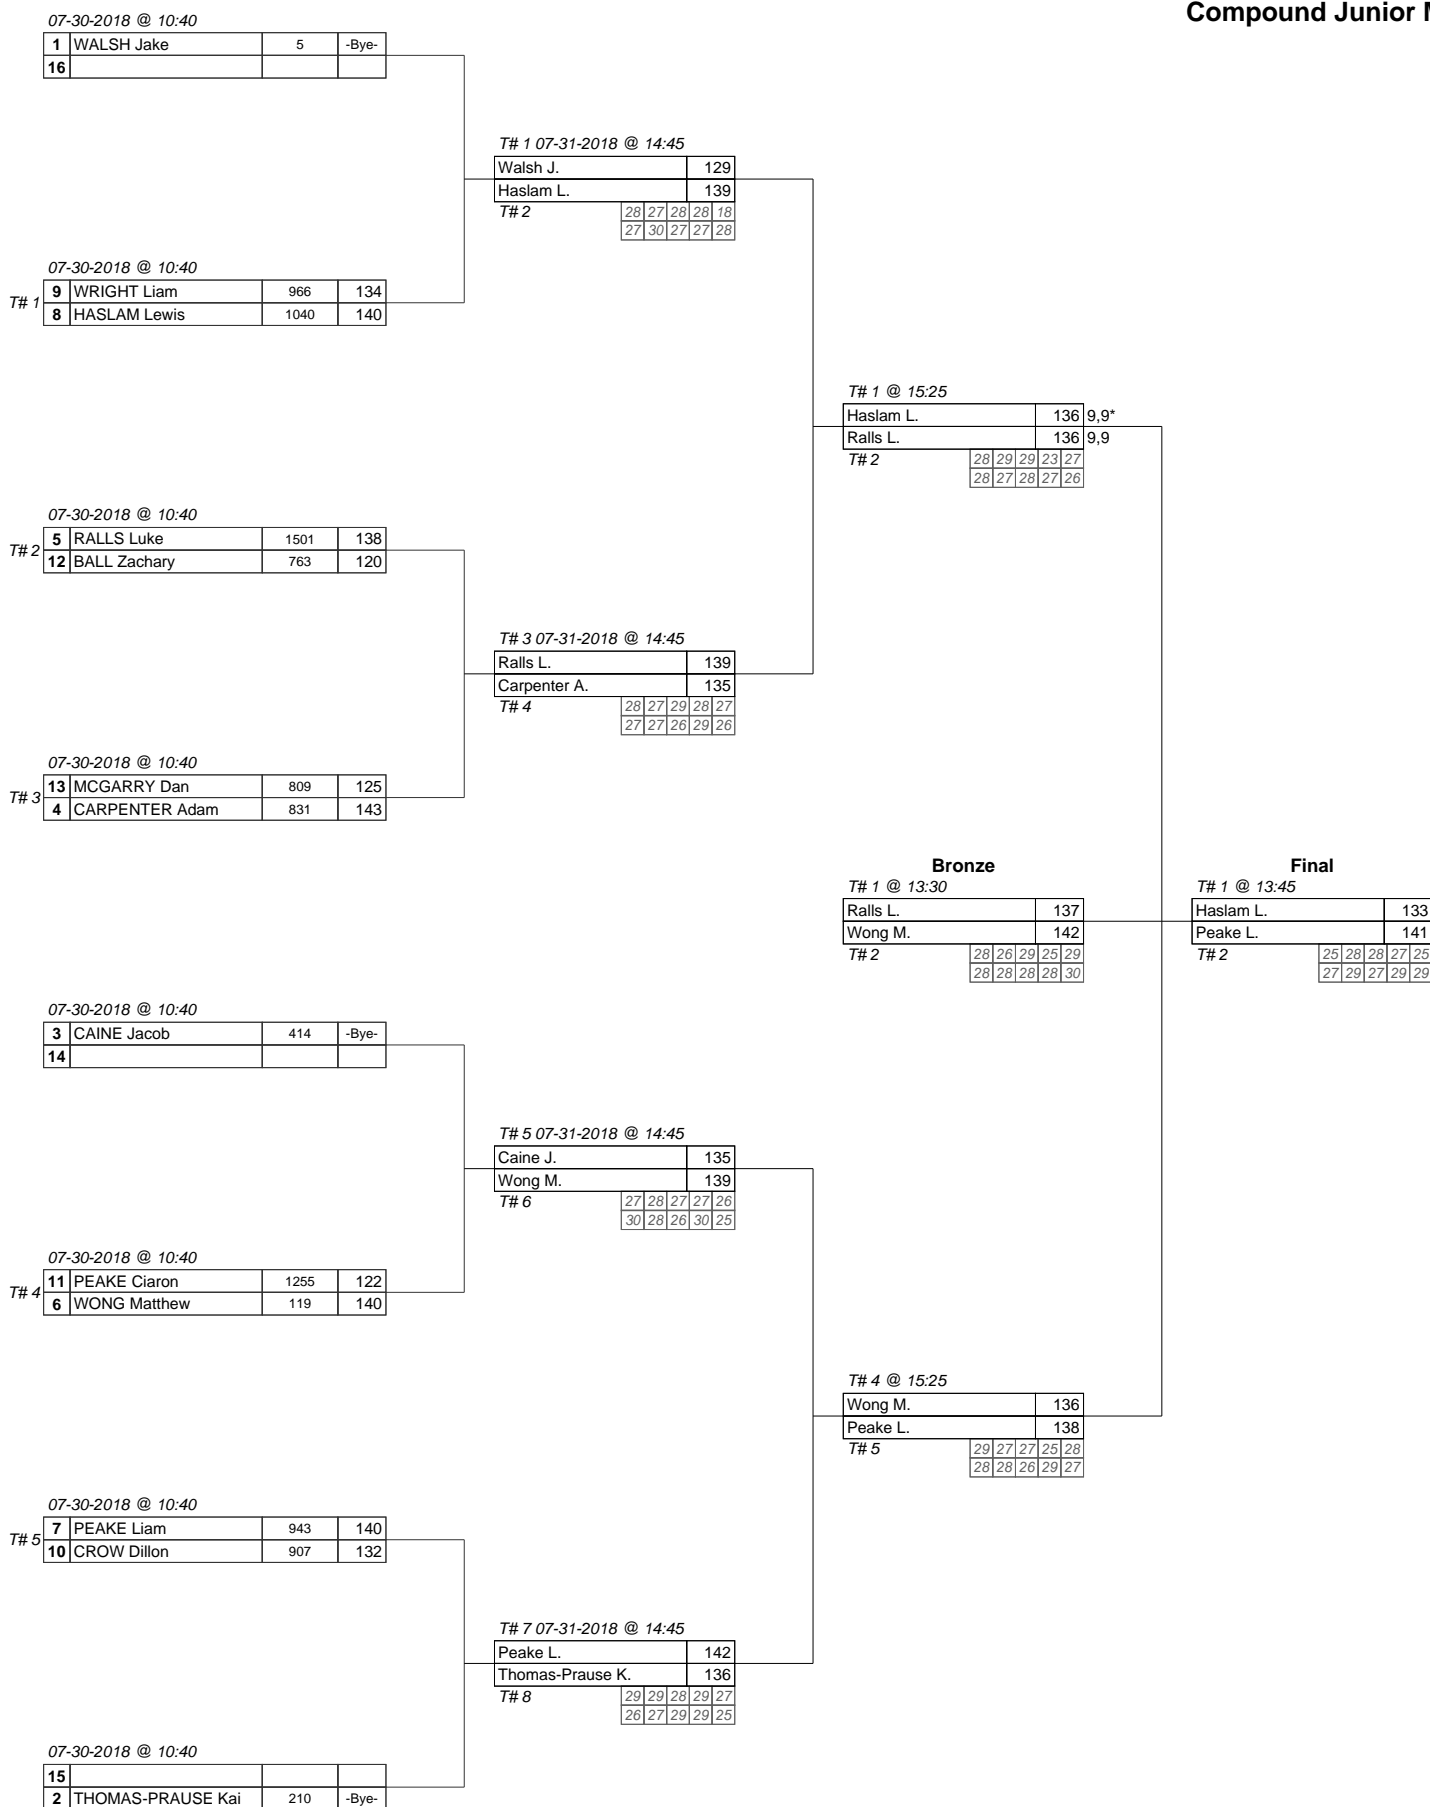 Compound Junior M
07-30-2018 @ 10:40
1 WALSH Jake 5 -Bye-
16
T# 1 07-31-2018 @ 14:45
Walsh J. 129
Haslam L. 139
T# 2 28 27 28 28 18
27 30 27 27 28
07-30-2018 @ 10:40
T# 1
9 WRIGHT Liam 966 134
8 HASLAM Lewis 1040 140
T# 1 @ 15:25
Haslam L. 136 9,9*
Ralls L. 136 9,9
T# 2 28 29 29 23 27
28 27 28 27 26
07-30-2018 @ 10:40
T# 2
5 RALLS Luke 1501 138
12 BALL Zachary 763 120
T# 3 07-31-2018 @ 14:45
Ralls L. 139
Carpenter A. 135
T# 4 28 27 29 28 27
27 27 26 29 26
07-30-2018 @ 10:40
T# 3
13 MCGARRY Dan 809 125
4 CARPENTER Adam 831 143
Bronze
T# 1 @ 13:30
Ralls L. 137
Wong M. 142
T# 2 28 26 29 25 29
28 28 28 28 30
Final
T# 1 @ 13:45
Haslam L. 133
Peake L. 141
T# 2 25 28 28 27 25
27 29 27 29 29
07-30-2018 @ 10:40
3 CAINE Jacob 414 -Bye-
14
T# 5 07-31-2018 @ 14:45
Caine J. 135
Wong M. 139
T# 6 27 28 27 27 26
30 28 26 30 25
07-30-2018 @ 10:40
T# 4
11 PEAKE Ciaron 1255 122
6 WONG Matthew 119 140
T# 4 @ 15:25
Wong M. 136
Peake L. 138
T# 5 29 27 27 25 28
28 28 26 29 27
07-30-2018 @ 10:40
T# 5
7 PEAKE Liam 943 140
10 CROW Dillon 907 132
T# 7 07-31-2018 @ 14:45
Peake L. 142
Thomas-Prause K. 136
T# 8 29 29 28 29 27
26 27 29 29 25
07-30-2018 @ 10:40
15
2 THOMAS-PRAUSE Kai 210 -Bye-